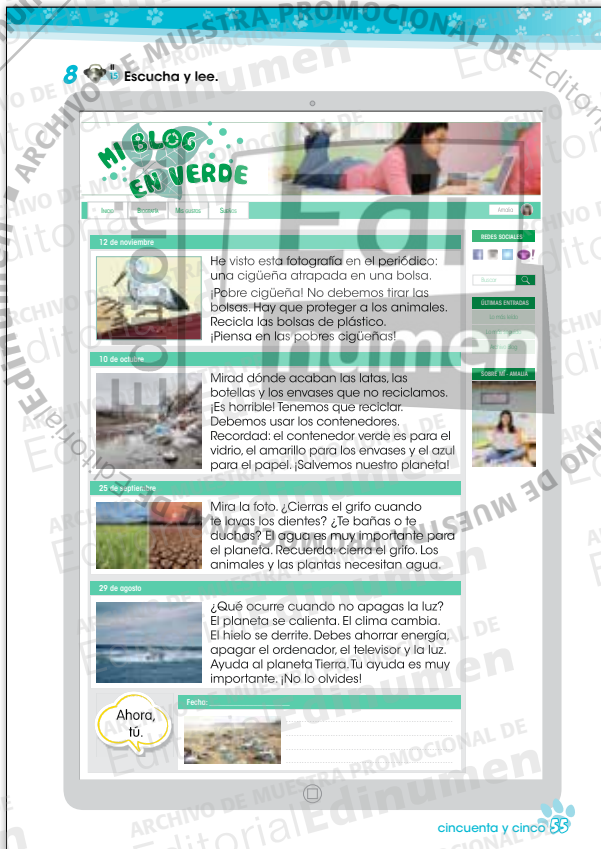 8
II
15
Escucha y lee.
MI BLOG
EN VERDE
INICIO BIOGRAFÍA MIS GUSTOS SUEÑOS
Amalia
REDES SOCIALES
Buscar
ÚLTIMAS ENTRADAS
SOBRE MÍ - AMALIA
12 de noviembre
He visto esta fotografía en el periódico:
una cigüeña atrapada en una bolsa.
¡Pobre cigüeña! No debemos tirar las
bolsas. Hay que proteger a los animales.
Recicla las bolsas de plástico.
¡Piensa en las pobres cigüeñas!
10 de octubre
Mirad dónde acaban las latas, las
botellas y los envases que no reciclamos.
¡Es horrible! Tenemos que reciclar.
Debemos usar los contenedores.
Recordad: el contenedor verde es para el
vidrio, el amarillo para los envases y el azul
para el papel. ¡Salvemos nuestro planeta!
25 de septiembre
Mira la foto. ¿Cierras el grifo cuando
te lavas los dientes? ¿Te bañas o te
duchas? El agua es muy importante para
el planeta. Recuerda: cierra el grifo. Los
animales y las plantas necesitan agua.
29 de agosto
¿Qué ocurre cuando no apagas la luz?
El planeta se calienta. El clima cambia.
El hielo se derrite. Debes ahorrar energía,
apagar el ordenador, el televisor y la luz.
Ayuda al planeta Tierra. Tu ayuda es muy
importante. ¡No lo olvides!
Ahora,
tú.
Fecha:
cincuenta y cinco 55
ARCHIVO DE MUESTRA PROMOCIONAL DE
Editorial Edinumen